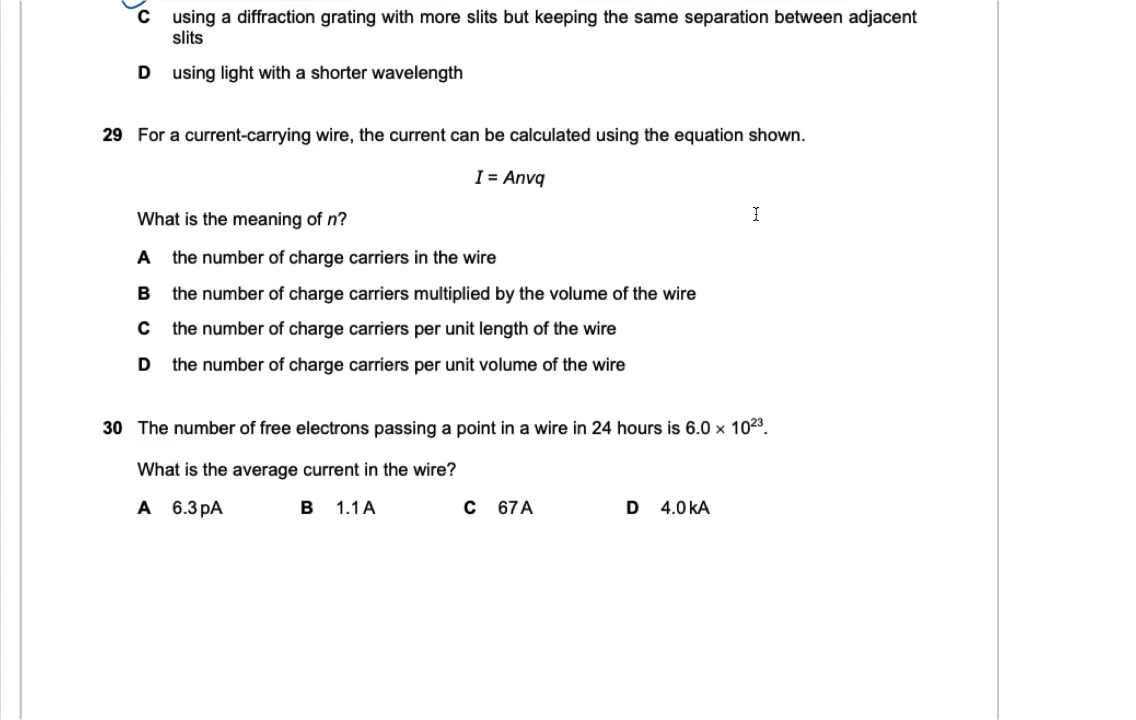 C using a diffraction grating with more slits but keeping the same separation between adjacent
slits
D using light with a shorter wavelength
29 For a current-carrying wire, the current can be calculated using the equation shown.
I = Anvq
What is the meaning of n?
A the number of charge carriers in the wire
B the number of charge carriers multiplied by the volume of the wire
C the number of charge carriers per unit length of the wire
D the number of charge carriers per unit volume of the wire
30 The number of free electrons passing a point in a wire in 24 hours is 6.0 × 10²³.
What is the average current in the wire?
A 6.3 pA B 1.1 A C 67 A D 4.0 kA